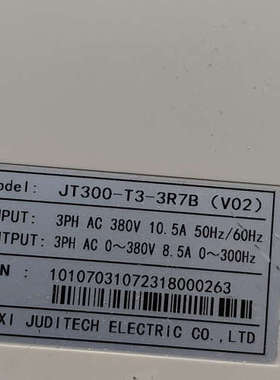 odel: JT300-T3-3R7B (V02)
PUT: 3PH AC 380V 10.5A 50Hz/60Hz
TPUT: 3PH AC 0～380V 8.5A 0～300Hz
N : 10107031072318000263
XI JUDITECH ELECTRIC CO.,LTD